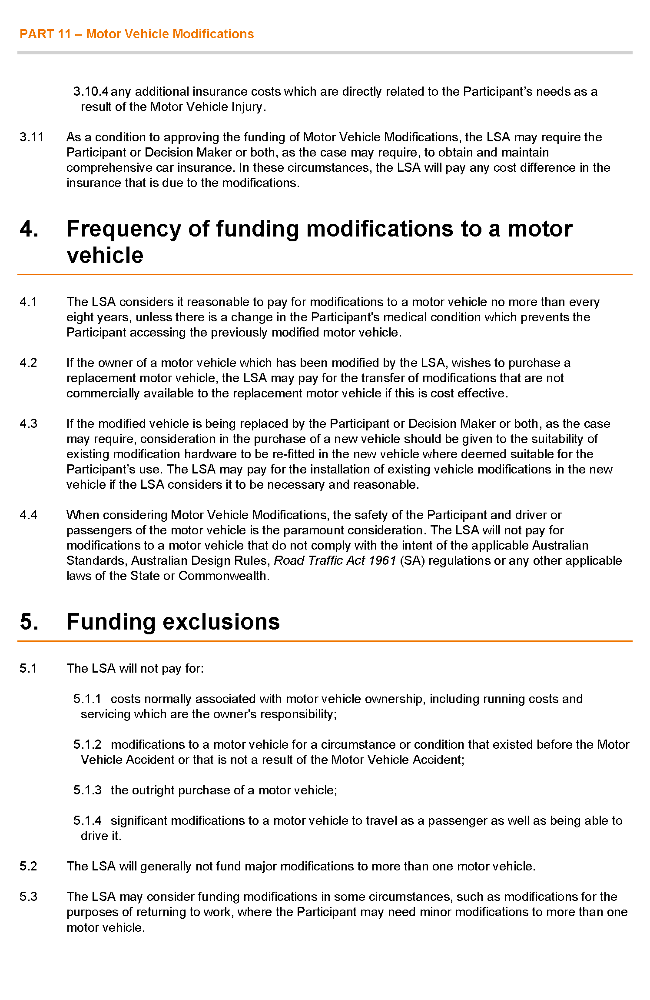 PART 11 – Motor Vehicle Modifications
3.10.4 any additional insurance costs which are directly related to the Participant’s needs as a
result of the Motor Vehicle Injury.
3.11 As a condition to approving the funding of Motor Vehicle Modifications, the LSA may require the
Participant or Decision Maker or both, as the case may require, to obtain and maintain
comprehensive car insurance. In these circumstances, the LSA will pay any cost difference in the
insurance that is due to the modifications.
4. Frequency of funding modifications to a motor
vehicle
4.1 The LSA considers it reasonable to pay for modifications to a motor vehicle no more than every
eight years, unless there is a change in the Participant's medical condition which prevents the
Participant accessing the previously modified motor vehicle.
4.2 If the owner of a motor vehicle which has been modified by the LSA, wishes to purchase a
replacement motor vehicle, the LSA may pay for the transfer of modifications that are not
commercially available to the replacement motor vehicle if this is cost effective.
4.3 If the modified vehicle is being replaced by the Participant or Decision Maker or both, as the case
may require, consideration in the purchase of a new vehicle should be given to the suitability of
existing modification hardware to be re-fitted in the new vehicle where deemed suitable for the
Participant’s use. The LSA may pay for the installation of existing vehicle modifications in the new
vehicle if the LSA considers it to be necessary and reasonable.
4.4 When considering Motor Vehicle Modifications, the safety of the Participant and driver or
passengers of the motor vehicle is the paramount consideration. The LSA will not pay for
modifications to a motor vehicle that do not comply with the intent of the applicable Australian
Standards, Australian Design Rules, Road Traffic Act 1961 (SA) regulations or any other applicable
laws of the State or Commonwealth.
5. Funding exclusions
5.1 The LSA will not pay for:
5.1.1 costs normally associated with motor vehicle ownership, including running costs and
servicing which are the owner's responsibility;
5.1.2 modifications to a motor vehicle for a circumstance or condition that existed before the Motor
Vehicle Accident or that is not a result of the Motor Vehicle Accident;
5.1.3 the outright purchase of a motor vehicle;
5.1.4 significant modifications to a motor vehicle to travel as a passenger as well as being able to
drive it.
5.2 The LSA will generally not fund major modifications to more than one motor vehicle.
5.3 The LSA may consider funding modifications in some circumstances, such as modifications for the
purposes of returning to work, where the Participant may need minor modifications to more than one
motor vehicle.